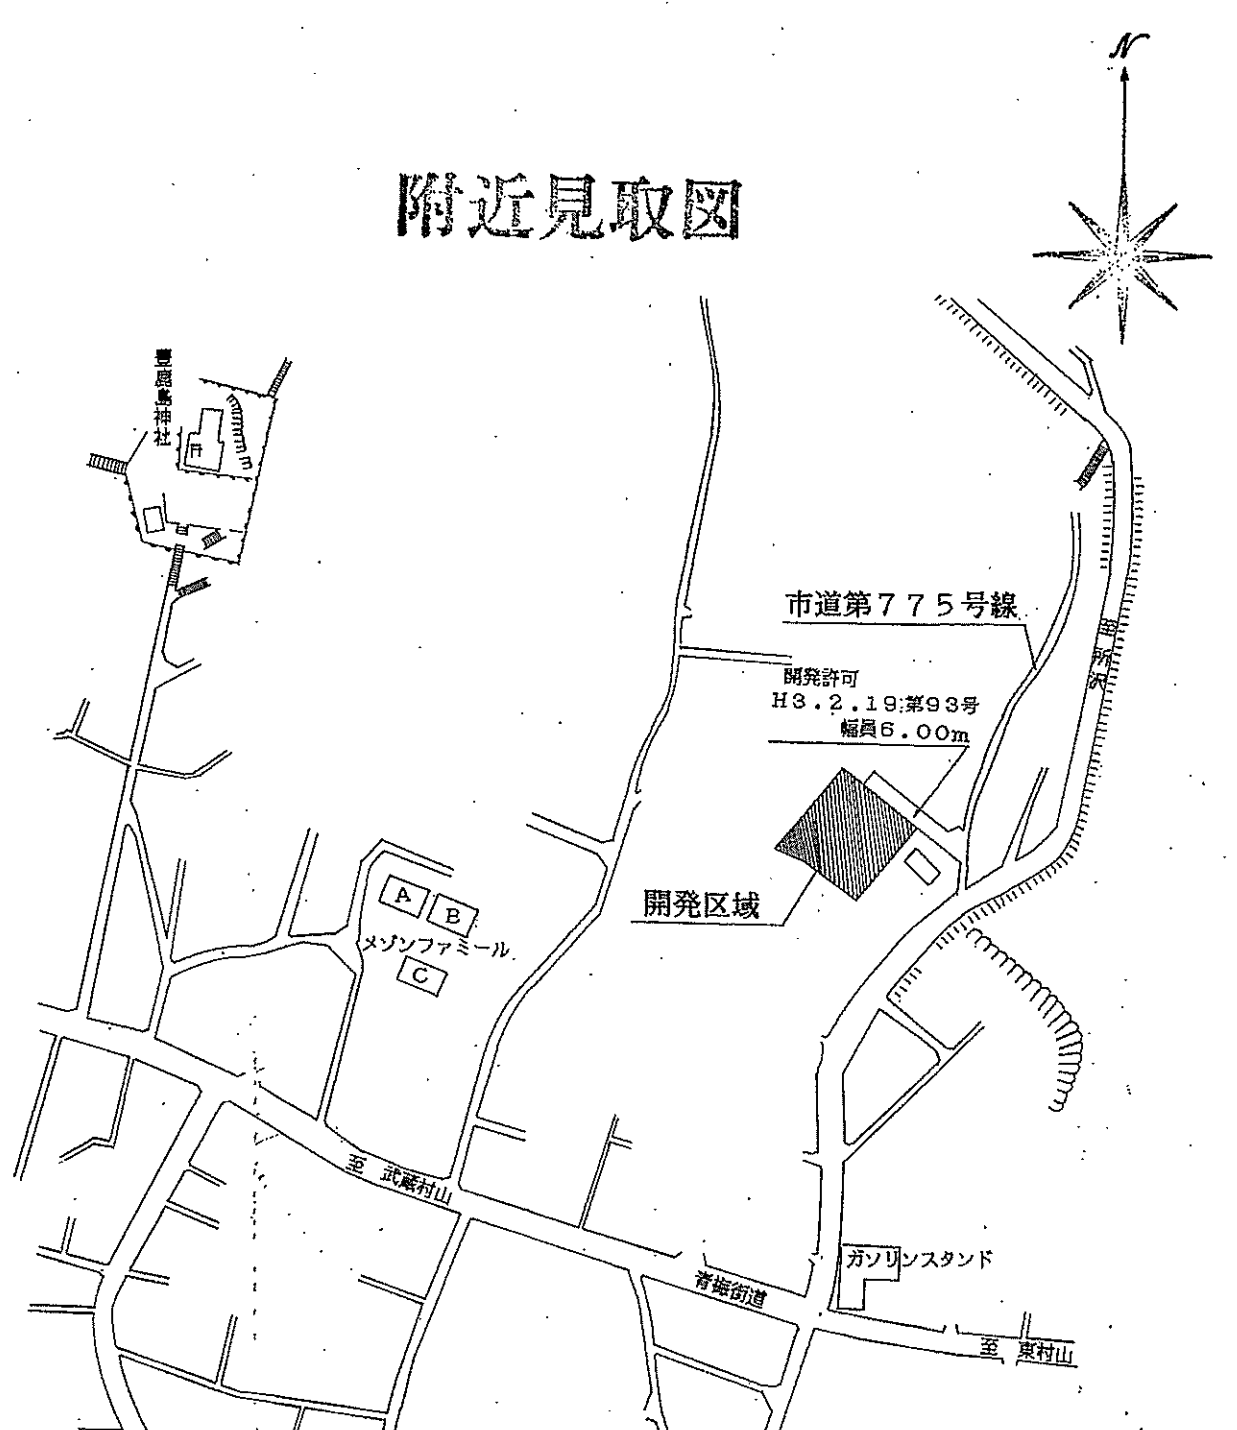 N
附近見取図
豊鹿島神社
市道第775号線
至所沢
開発許可
H3.2.19第93号
幅員6.00m
開発区域
A
B
メゾンファミール
C
至 武蔵村山
ガソリンスタンド
青梅街道
至 東村山